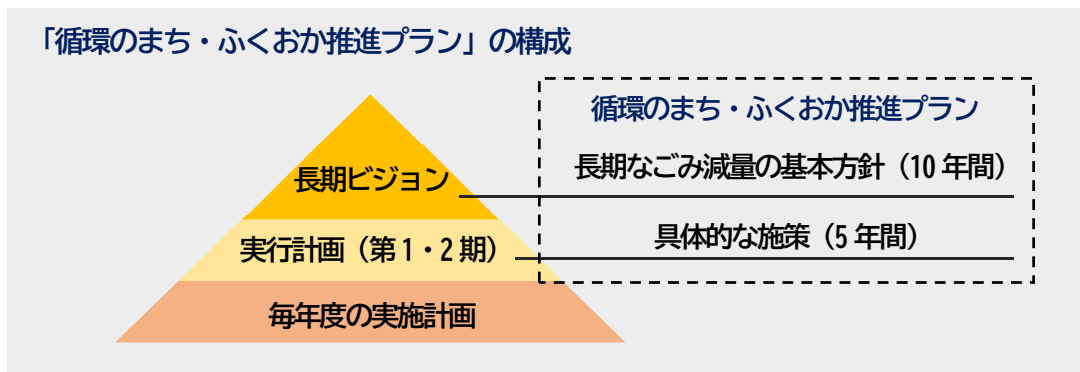 「循環のまち・ふくおか推進プラン」の構成
循環のまち・ふくおか推進プラン
長期ビジョン
長期なごみ減量の基本方針（10 年間）
実行計画（第１・２期）
具体的な施策（5 年間）
毎年度の実施計画